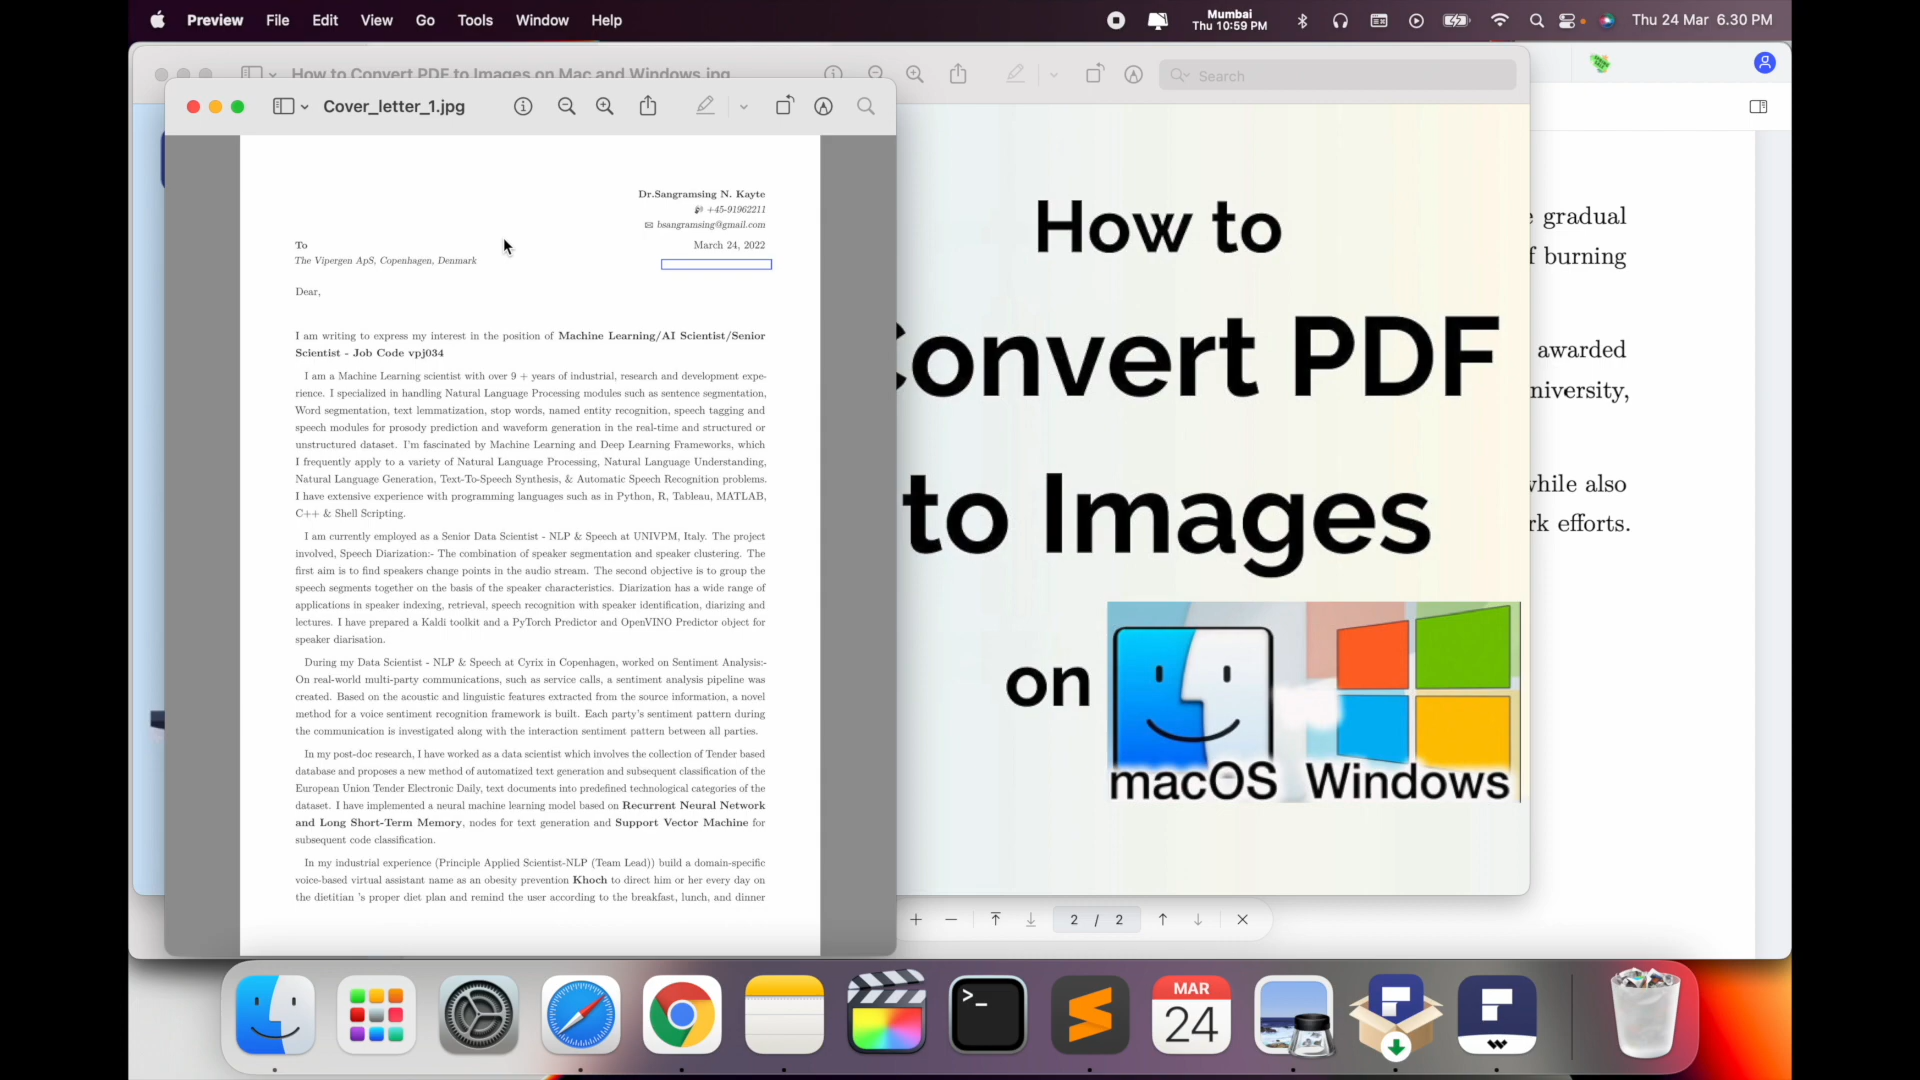 Preview File Edit View Go Tools Window Help
Mumbai
Thu 10:59 PM
Thu 24 Mar 6.30 PM
How to Convert PDF to Images on Mac and Windows.jpg
Search
Cover_letter_1.jpg
Dr.Sangramsing N. Kayte
+45-91962211
bsangramsing@gmail.com
To
March 24, 2022
The Vipergen ApS, Copenhagen, Denmark
Dear,
I am writing to express my interest in the position of Machine Learning/AI Scientist/Senior
Scientist - Job Code vpj034
I am a Machine Learning scientist with over 9 + years of industrial, research and development expe-
rience. I specialized in handling Natural Language Processing modules such as sentence segmentation,
Word segmentation, text lemmatization, stop words, named entity recognition, speech tagging and
speech modules for prosody prediction and waveform generation in the real-time and structured or
unstructured dataset. I'm fascinated by Machine Learning and Deep Learning Frameworks, which
I frequently apply to a variety of Natural Language Processing, Natural Language Understanding,
Natural Language Generation, Text-To-Speech Synthesis, & Automatic Speech Recognition problems.
I have extensive experience with programming languages such as in Python, R, Tableau, MATLAB,
C++ & Shell Scripting.
I am currently employed as a Senior Data Scientist - NLP & Speech at UNIVPM, Italy. The project
involved, Speech Diarization:- The combination of speaker segmentation and speaker clustering. The
first aim is to find speakers change points in the audio stream. The second objective is to group the
speech segments together on the basis of the speaker characteristics. Diarization has a wide range of
applications in speaker indexing, retrieval, speech recognition with speaker identification, diarizing and
lectures. I have prepared a Kaldi toolkit and a PyTorch Predictor and OpenVINO Predictor object for
speaker diarisation.
During my Data Scientist - NLP & Speech at Cyrix in Copenhagen, worked on Sentiment Analysis:-
On real-world multi-party communications, such as service calls, a sentiment analysis pipeline was
created. Based on the acoustic and linguistic features extracted from the source information, a novel
method for a voice sentiment recognition framework is built. Each party's sentiment pattern during
the communication is investigated along with the interaction sentiment pattern between all parties.
In my post-doc research, I have worked as a data scientist which involves the collection of Tender based
database and proposes a new method of automatized text generation and subsequent classification of the
European Union Tender Electronic Daily, text documents into predefined technological categories of the
dataset. I have implemented a neural machine learning model based on Recurrent Neural Network
and Long Short-Term Memory, nodes for text generation and Support Vector Machine for
subsequent code classification.
In my industrial experience (Principle Applied Scientist-NLP (Team Lead)) build a domain-specific
voice-based virtual assistant name as an obesity prevention Khoch to direct him or her every day on
the dietitian 's proper diet plan and remind the user according to the breakfast, lunch, and dinner
How to
Convert PDF
to Images
on
macOS Windows
gradual
burning
awarded
niversity,
while also
rk efforts.
2 / 2
MAR
24